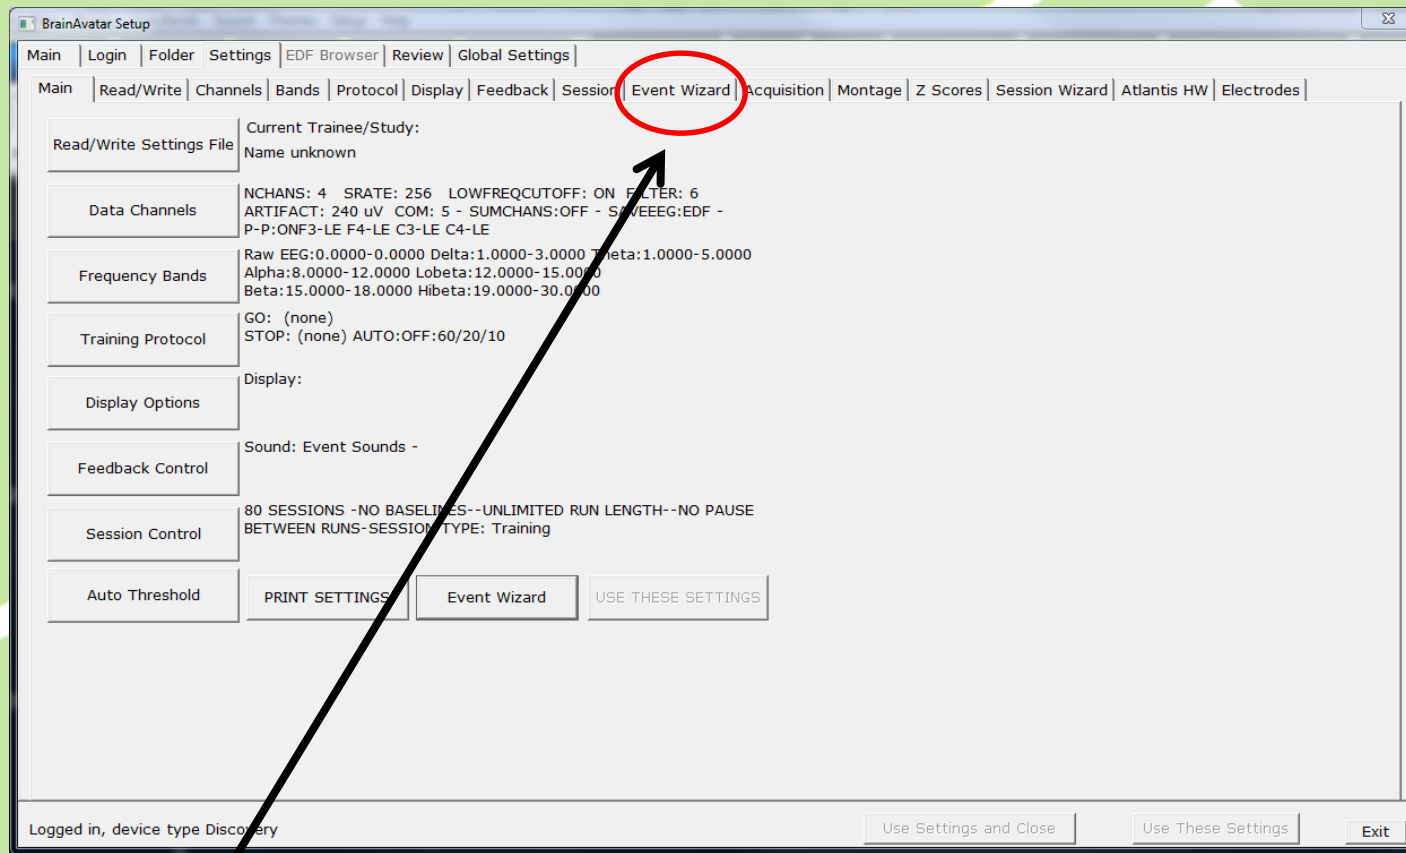 BrainAvatar Setup
Main Login Folder Settings EDF Browser Review Global Settings
Main Read/Write Channels Bands Protocol Display Feedback Session Event Wizard Acquisition Montage Z Scores Session Wizard Atlantis HW Electrodes
Read/Write Settings File
Current Trainee/Study:
Name unknown
Data Channels
NCHANS: 4 SRATE: 256 LOWFREQCUTOFF: ON FILTER: 6
ARTIFACT: 240 uV COM: 5 - SUMCHANS:OFF - SAVEEEG:EDF -
P-P:ONF3-LE F4-LE C3-LE C4-LE
Frequency Bands
Raw EEG:0.0000-0.0000 Delta:1.0000-3.0000 Theta:1.0000-5.0000
Alpha:8.0000-12.0000 Lobeta:12.0000-15.0000
Beta:15.0000-18.0000 Hibeta:19.0000-30.0000
Training Protocol
GO: (none)
STOP: (none) AUTO:OFF:60/20/10
Display Options
Display:
Feedback Control
Sound: Event Sounds -
Session Control
80 SESSIONS -NO BASELINES--UNLIMITED RUN LENGTH--NO PAUSE
BETWEEN RUNS-SESSION TYPE: Training
Auto Threshold PRINT SETTINGS Event Wizard USE THESE SETTINGS
Logged in, device type Discovery Use Settings and Close Use These Settings Exit